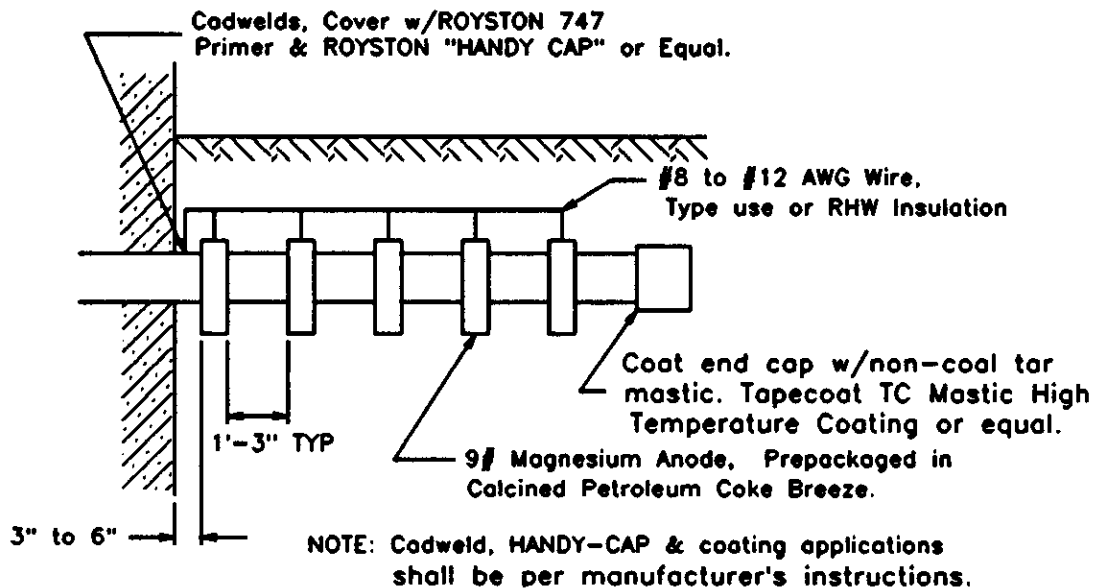 Cadwelds, Cover w/ROYSTON 747
Primer & ROYSTON "HANDY CAP" or Equal.
#8 to #12 AWG Wire,
Type use or RHW Insulation
Coat end cap w/non-coal tar
mastic. Tapecoat TC Mastic High
Temperature Coating or equal.
1'-3" TYP
9# Magnesium Anode, Prepackaged in
Calcined Petroleum Coke Breeze.
3" to 6"
NOTE: Cadweld, HANDY-CAP & coating applications
shall be per manufacturer's instructions.